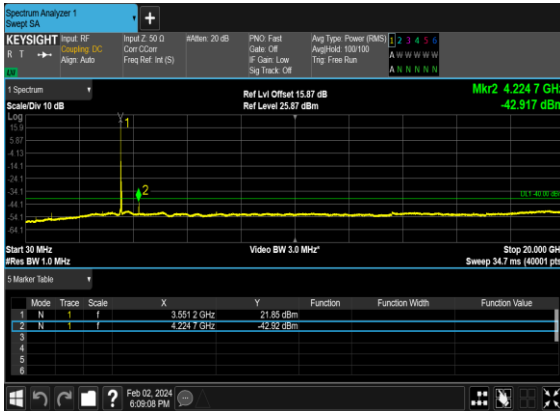 Spectrum Analyzer 1
Swept SA
+
KEYSIGHT Input: RF Input Z: 50 Ω #Atten: 20 dB PNO: Fast Avg Type: Power (RMS) 1 2 3 4 5 6
R T Coupling: DC Corr CCorr Gate: Off Avg|Hold: 100/100 A W W W W W
Align: Auto Freq Ref: Int (S) IF Gain: Low Trig: Free Run
Sig Track: Off A N N N N N
1 Spectrum Ref Lvl Offset 15.87 dB Mkr2 4.224 7 GHz
Scale/Div 10 dB Ref Level 25.87 dBm -42.917 dBm
Log
15.9
5.87
-4.13
-14.1
-24.1
-34.1
-44.1
-54.1
-64.1
1
2
DL1 -40.00 dBm
Start 30 MHz Video BW 3.0 MHz* Stop 20.000 GHz
#Res BW 1.0 MHz Sweep 34.7 ms (40001 pts)
5 Marker Table
Mode Trace Scale X Y Function Function Width Function Value
1 N 1 f 3.551 2 GHz 21.85 dBm
2 N 1 f 4.224 7 GHz -42.92 dBm
3
4
5
6
? Feb 02, 2024
6:09:08 PM